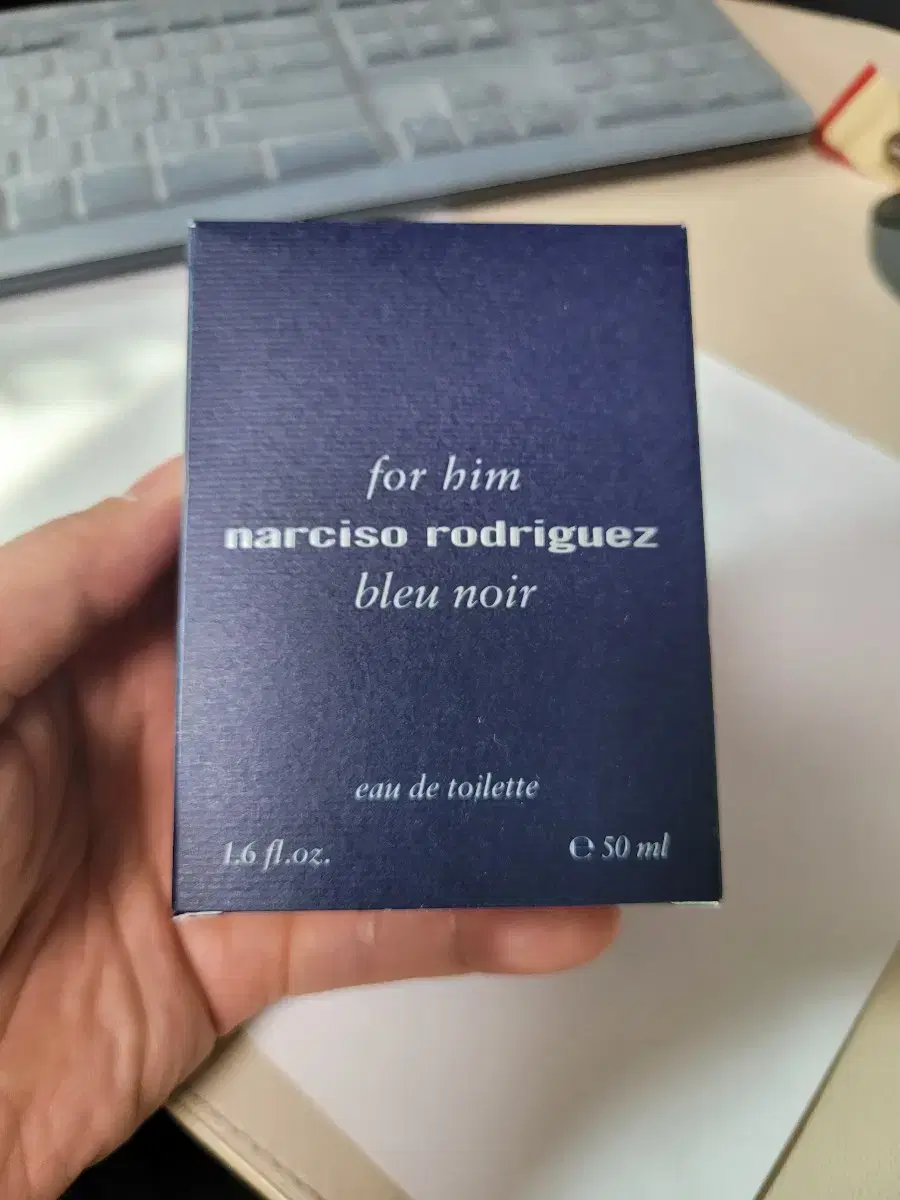 for him
narciso rodriguez
bleu noir
eau de toilette
1.6 fl.oz. ℮ 50 ml